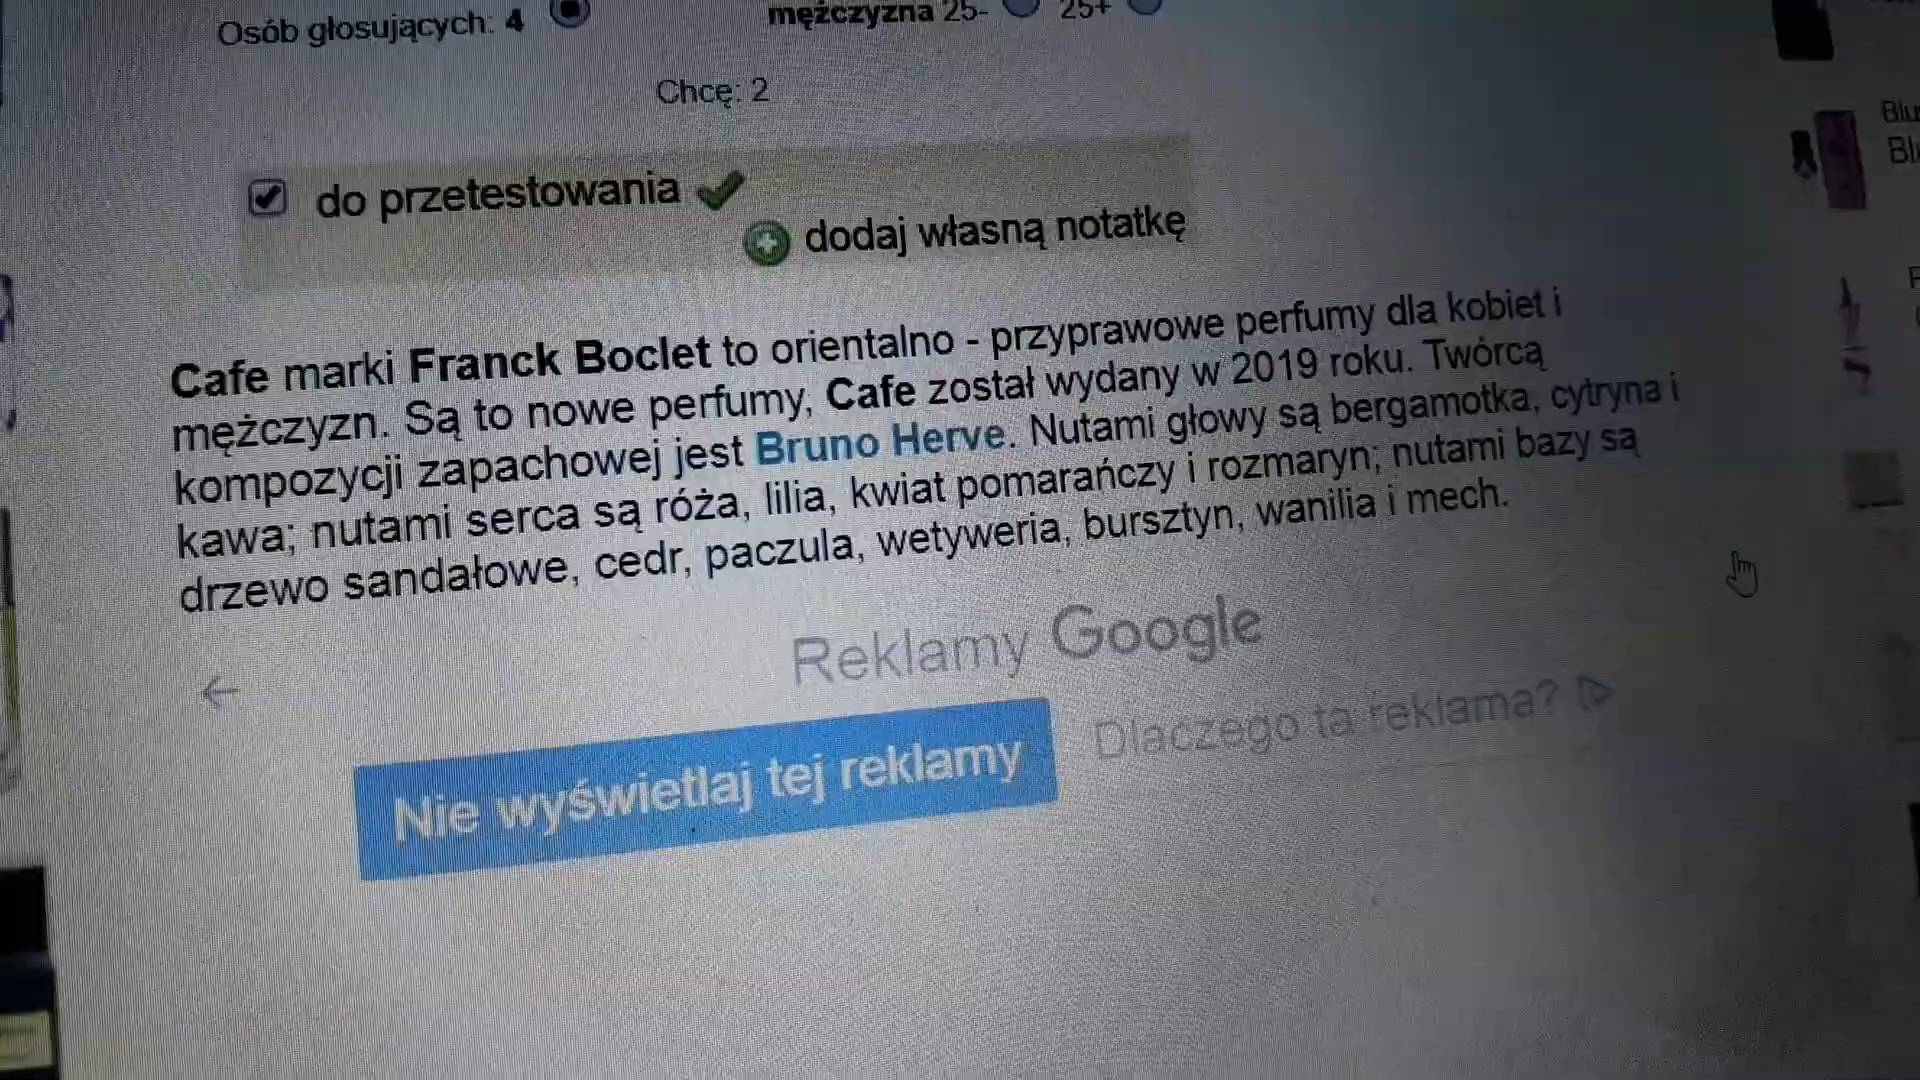 Osób głosujących: 4
mężczyzna 25- 25+
Chcę: 2
do przetestowania
dodaj własną notatkę
Cafe marki Franck Boclet to orientalno - przyprawowe perfumy dla kobiet i
mężczyzn. Są to nowe perfumy, Cafe został wydany w 2019 roku. Twórcą
kompozycji zapachowej jest Bruno Herve. Nutami głowy są bergamotka, cytryna i
kawa; nutami serca są róża, lilia, kwiat pomarańczy i rozmaryn; nutami bazy są
drzewo sandałowe, cedr, paczula, wetyweria, bursztyn, wanilia i mech.
Reklamy Google
Nie wyświetlaj tej reklamy
Dlaczego ta reklama?